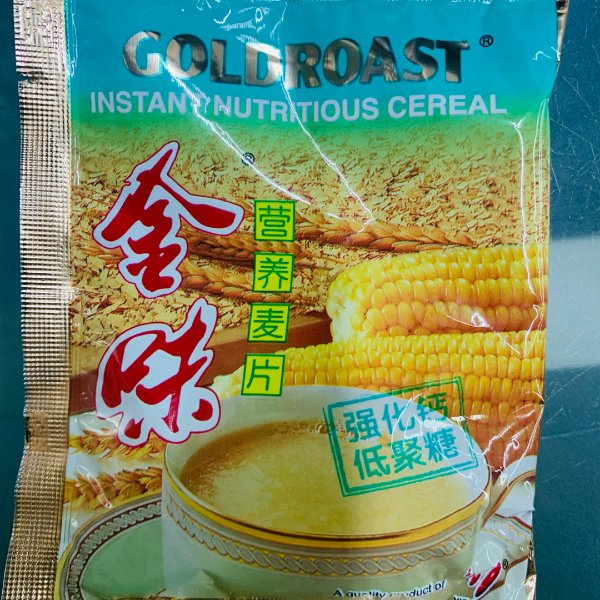 GOLDROAST®
INSTANT NUTRITIOUS CEREAL
金味®
营养麦片
强化钙
低聚糖
A quality product of